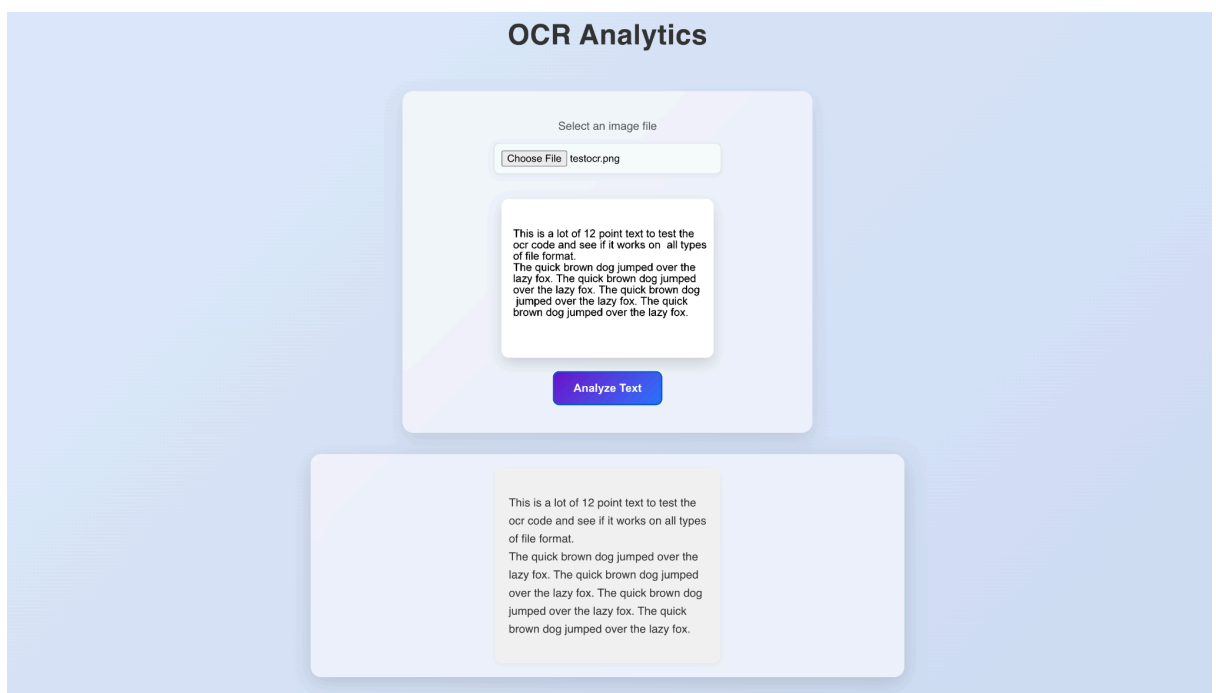 OCR Analytics
Select an image file
Choose File testocr.png
This is a lot of 12 point text to test the
ocr code and see if it works on  all types
of file format.
The quick brown dog jumped over the
lazy fox. The quick brown dog jumped
over the lazy fox. The quick brown dog
jumped over the lazy fox. The quick
brown dog jumped over the lazy fox.
Analyze Text
This is a lot of 12 point text to test the
ocr code and see if it works on all types
of file format.
The quick brown dog jumped over the
lazy fox. The quick brown dog jumped
over the lazy fox. The quick brown dog
jumped over the lazy fox. The quick
brown dog jumped over the lazy fox.